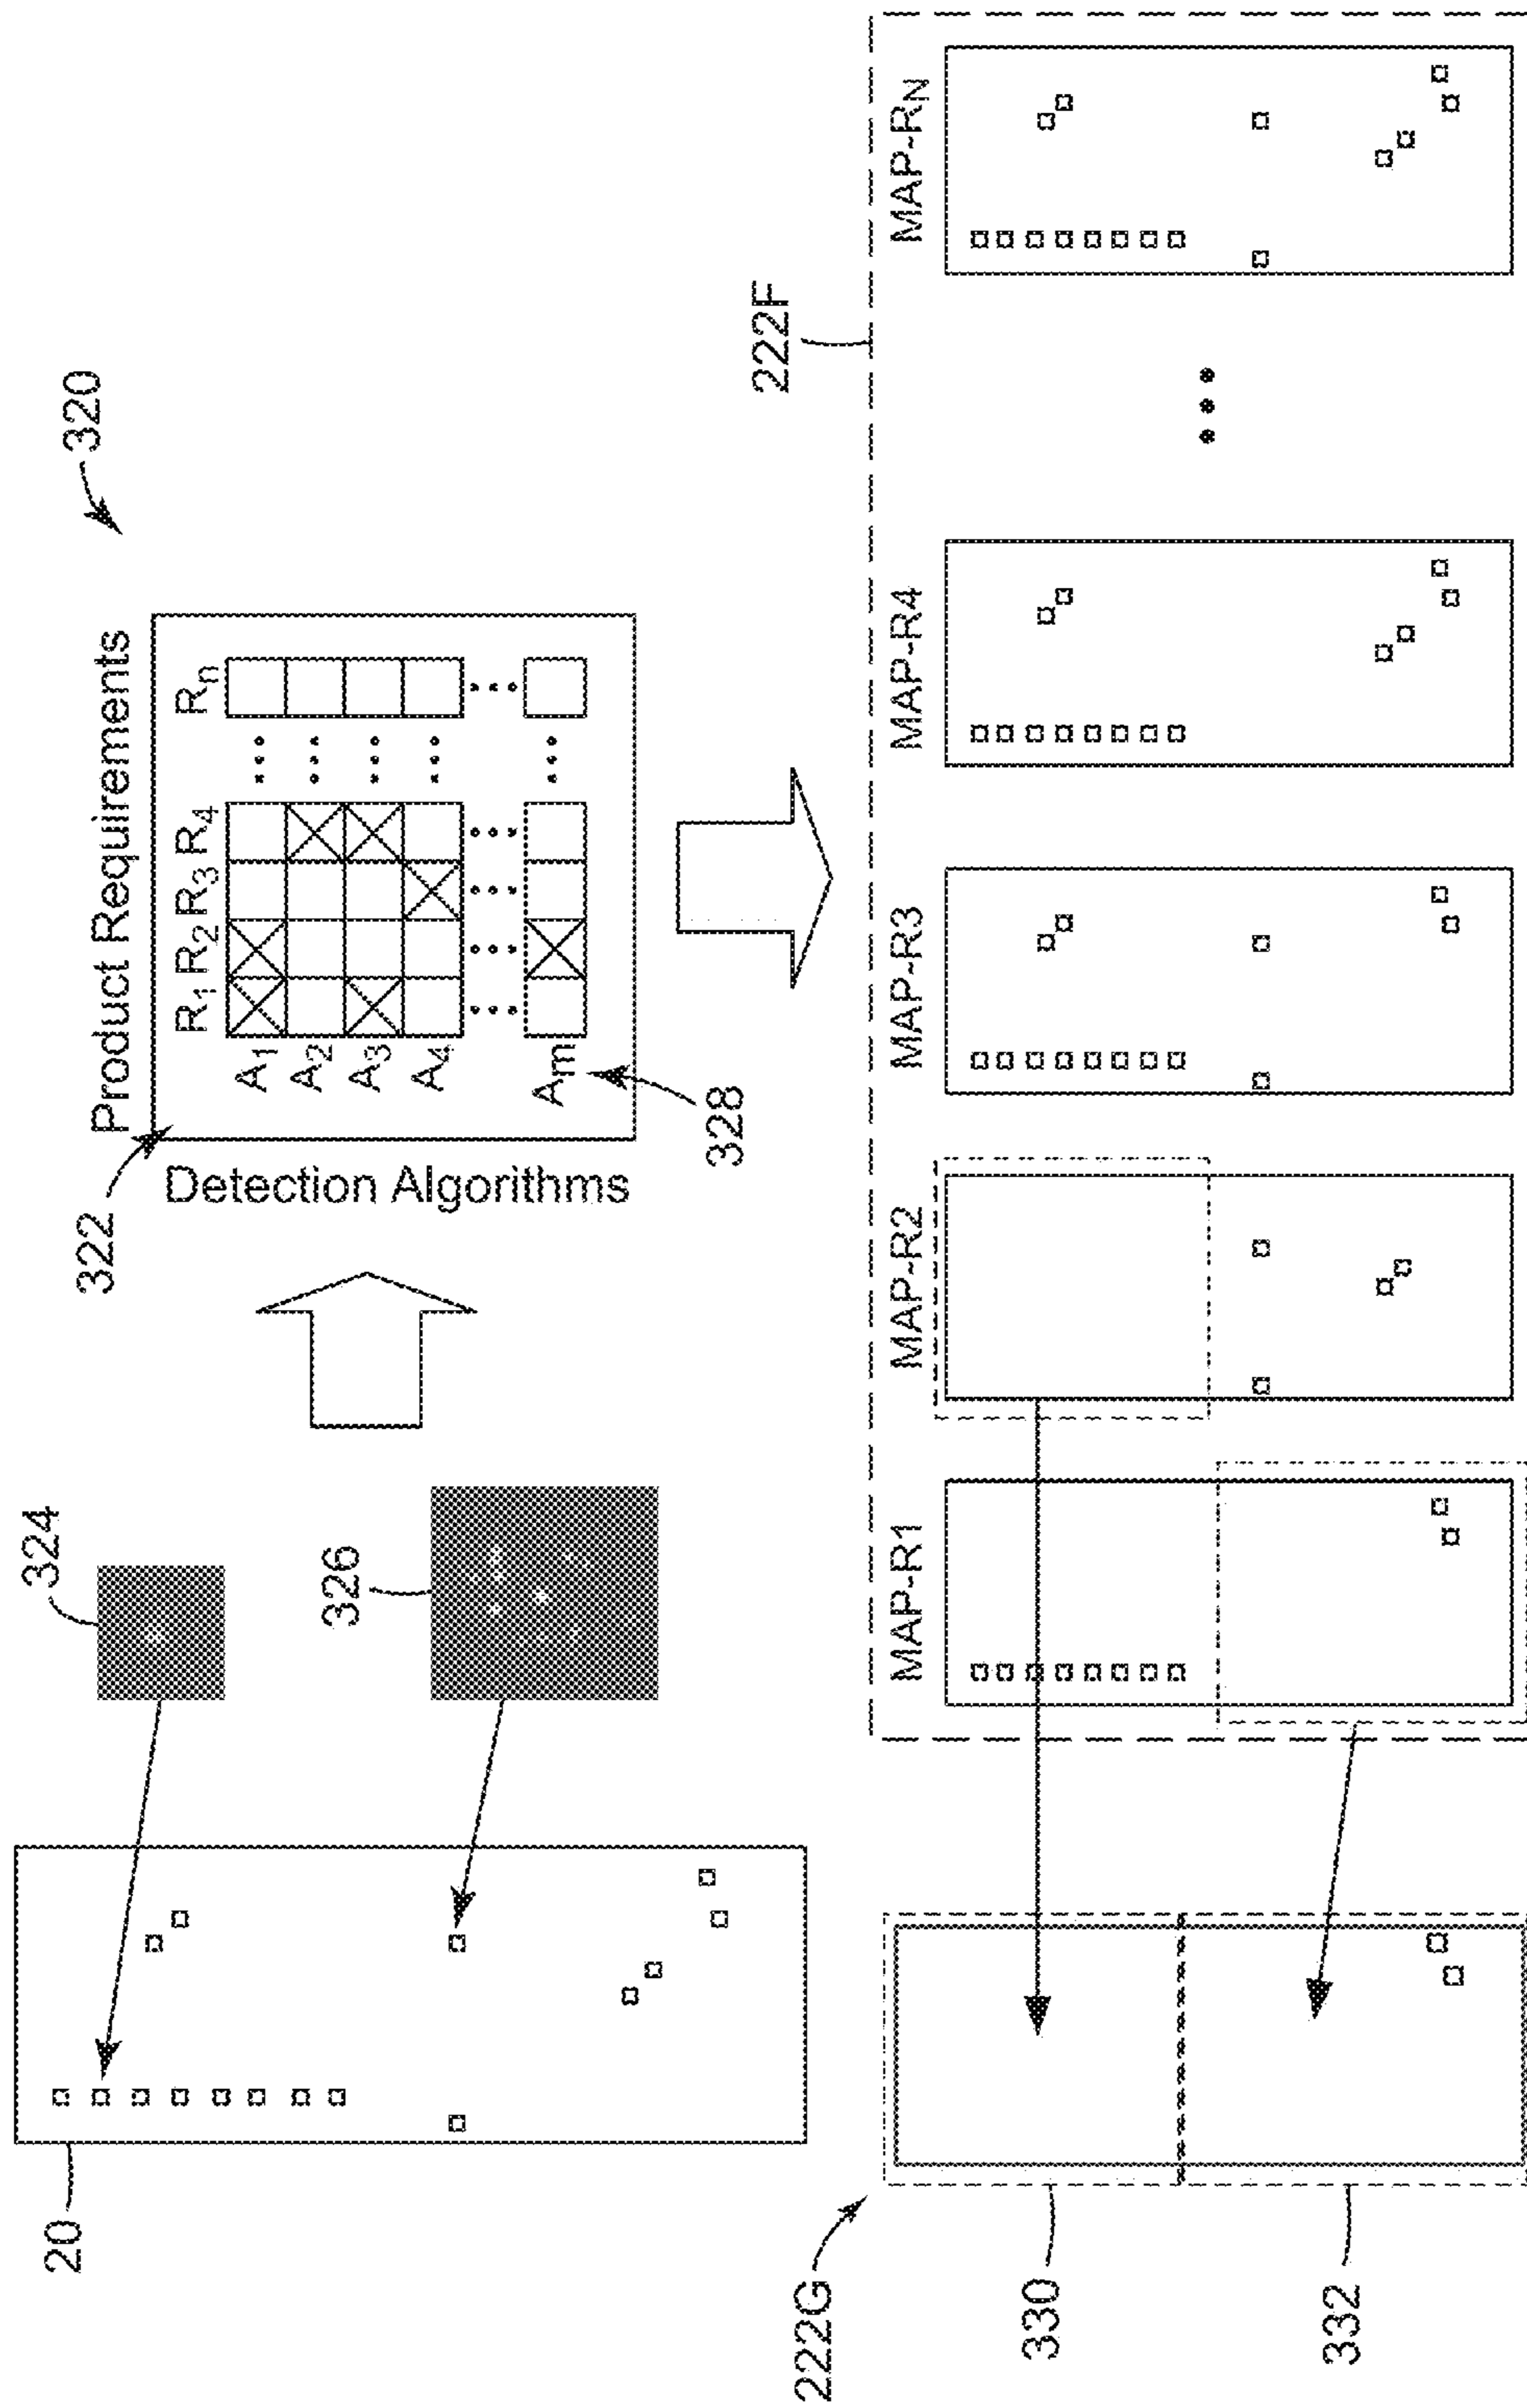 320
20
324
326
322
Product Requirements
R1 R2 R3 R4 Rn
A1
A2
A3
A4
Am
Detection Algorithms
328
222F
222G
330
332
MAP-R1
MAP-R2
MAP-R3
MAP-R4
MAP-RN